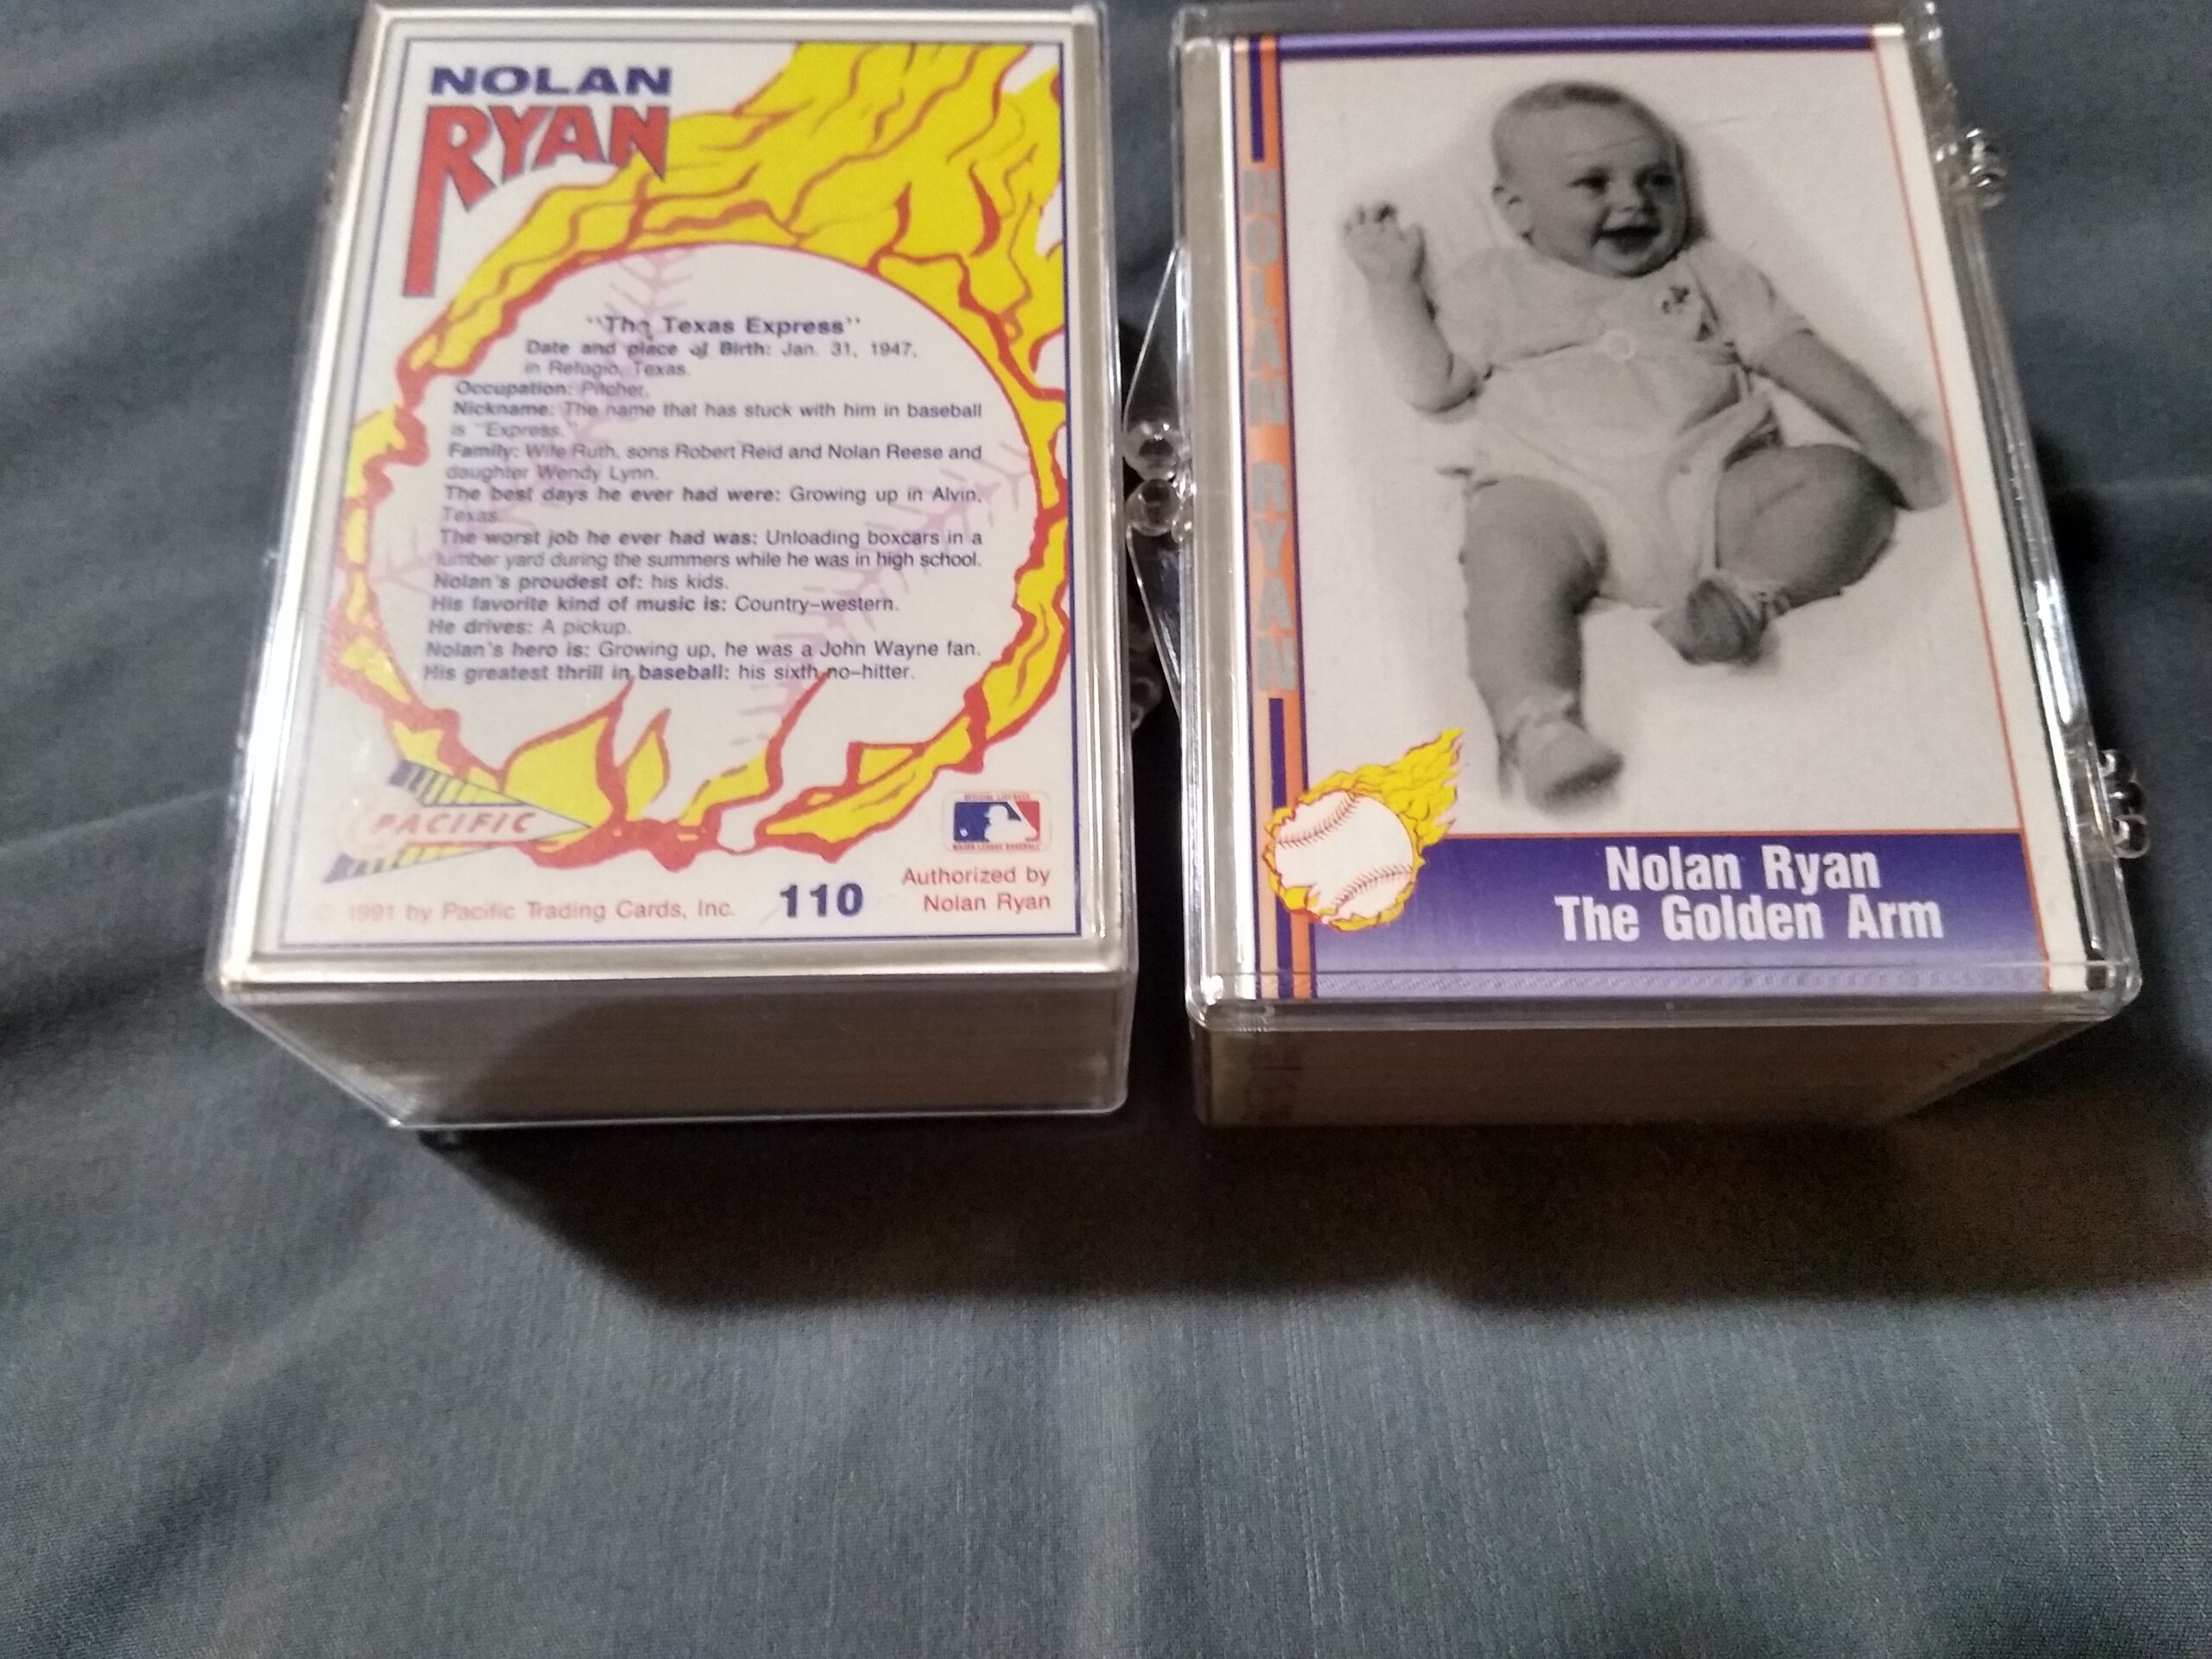 NOLAN
RYAN
"The Texas Express"
Date and place of Birth: Jan. 31, 1947,
in Refugio, Texas.
Occupation: Pitcher.
Nickname: The name that has stuck with him in baseball
is "Express."
Family: Wife Ruth, sons Robert Reid and Nolan Reese and
daughter Wendy Lynn.
The best days he ever had were: Growing up in Alvin,
Texas.
The worst job he ever had was: Unloading boxcars in a
lumber yard during the summers while he was in high school.
Nolan's proudest of: his kids.
His favorite kind of music is: Country-western.
He drives: A pickup.
Nolan's hero is: Growing up, he was a John Wayne fan.
His greatest thrill in baseball: his sixth no-hitter.
PACIFIC
OFFICIAL LICENSEE
MAJOR LEAGUE BASEBALL
© 1991 by Pacific Trading Cards, Inc.
110
Authorized by
Nolan Ryan
NOLAN RYAN
Nolan Ryan
The Golden Arm